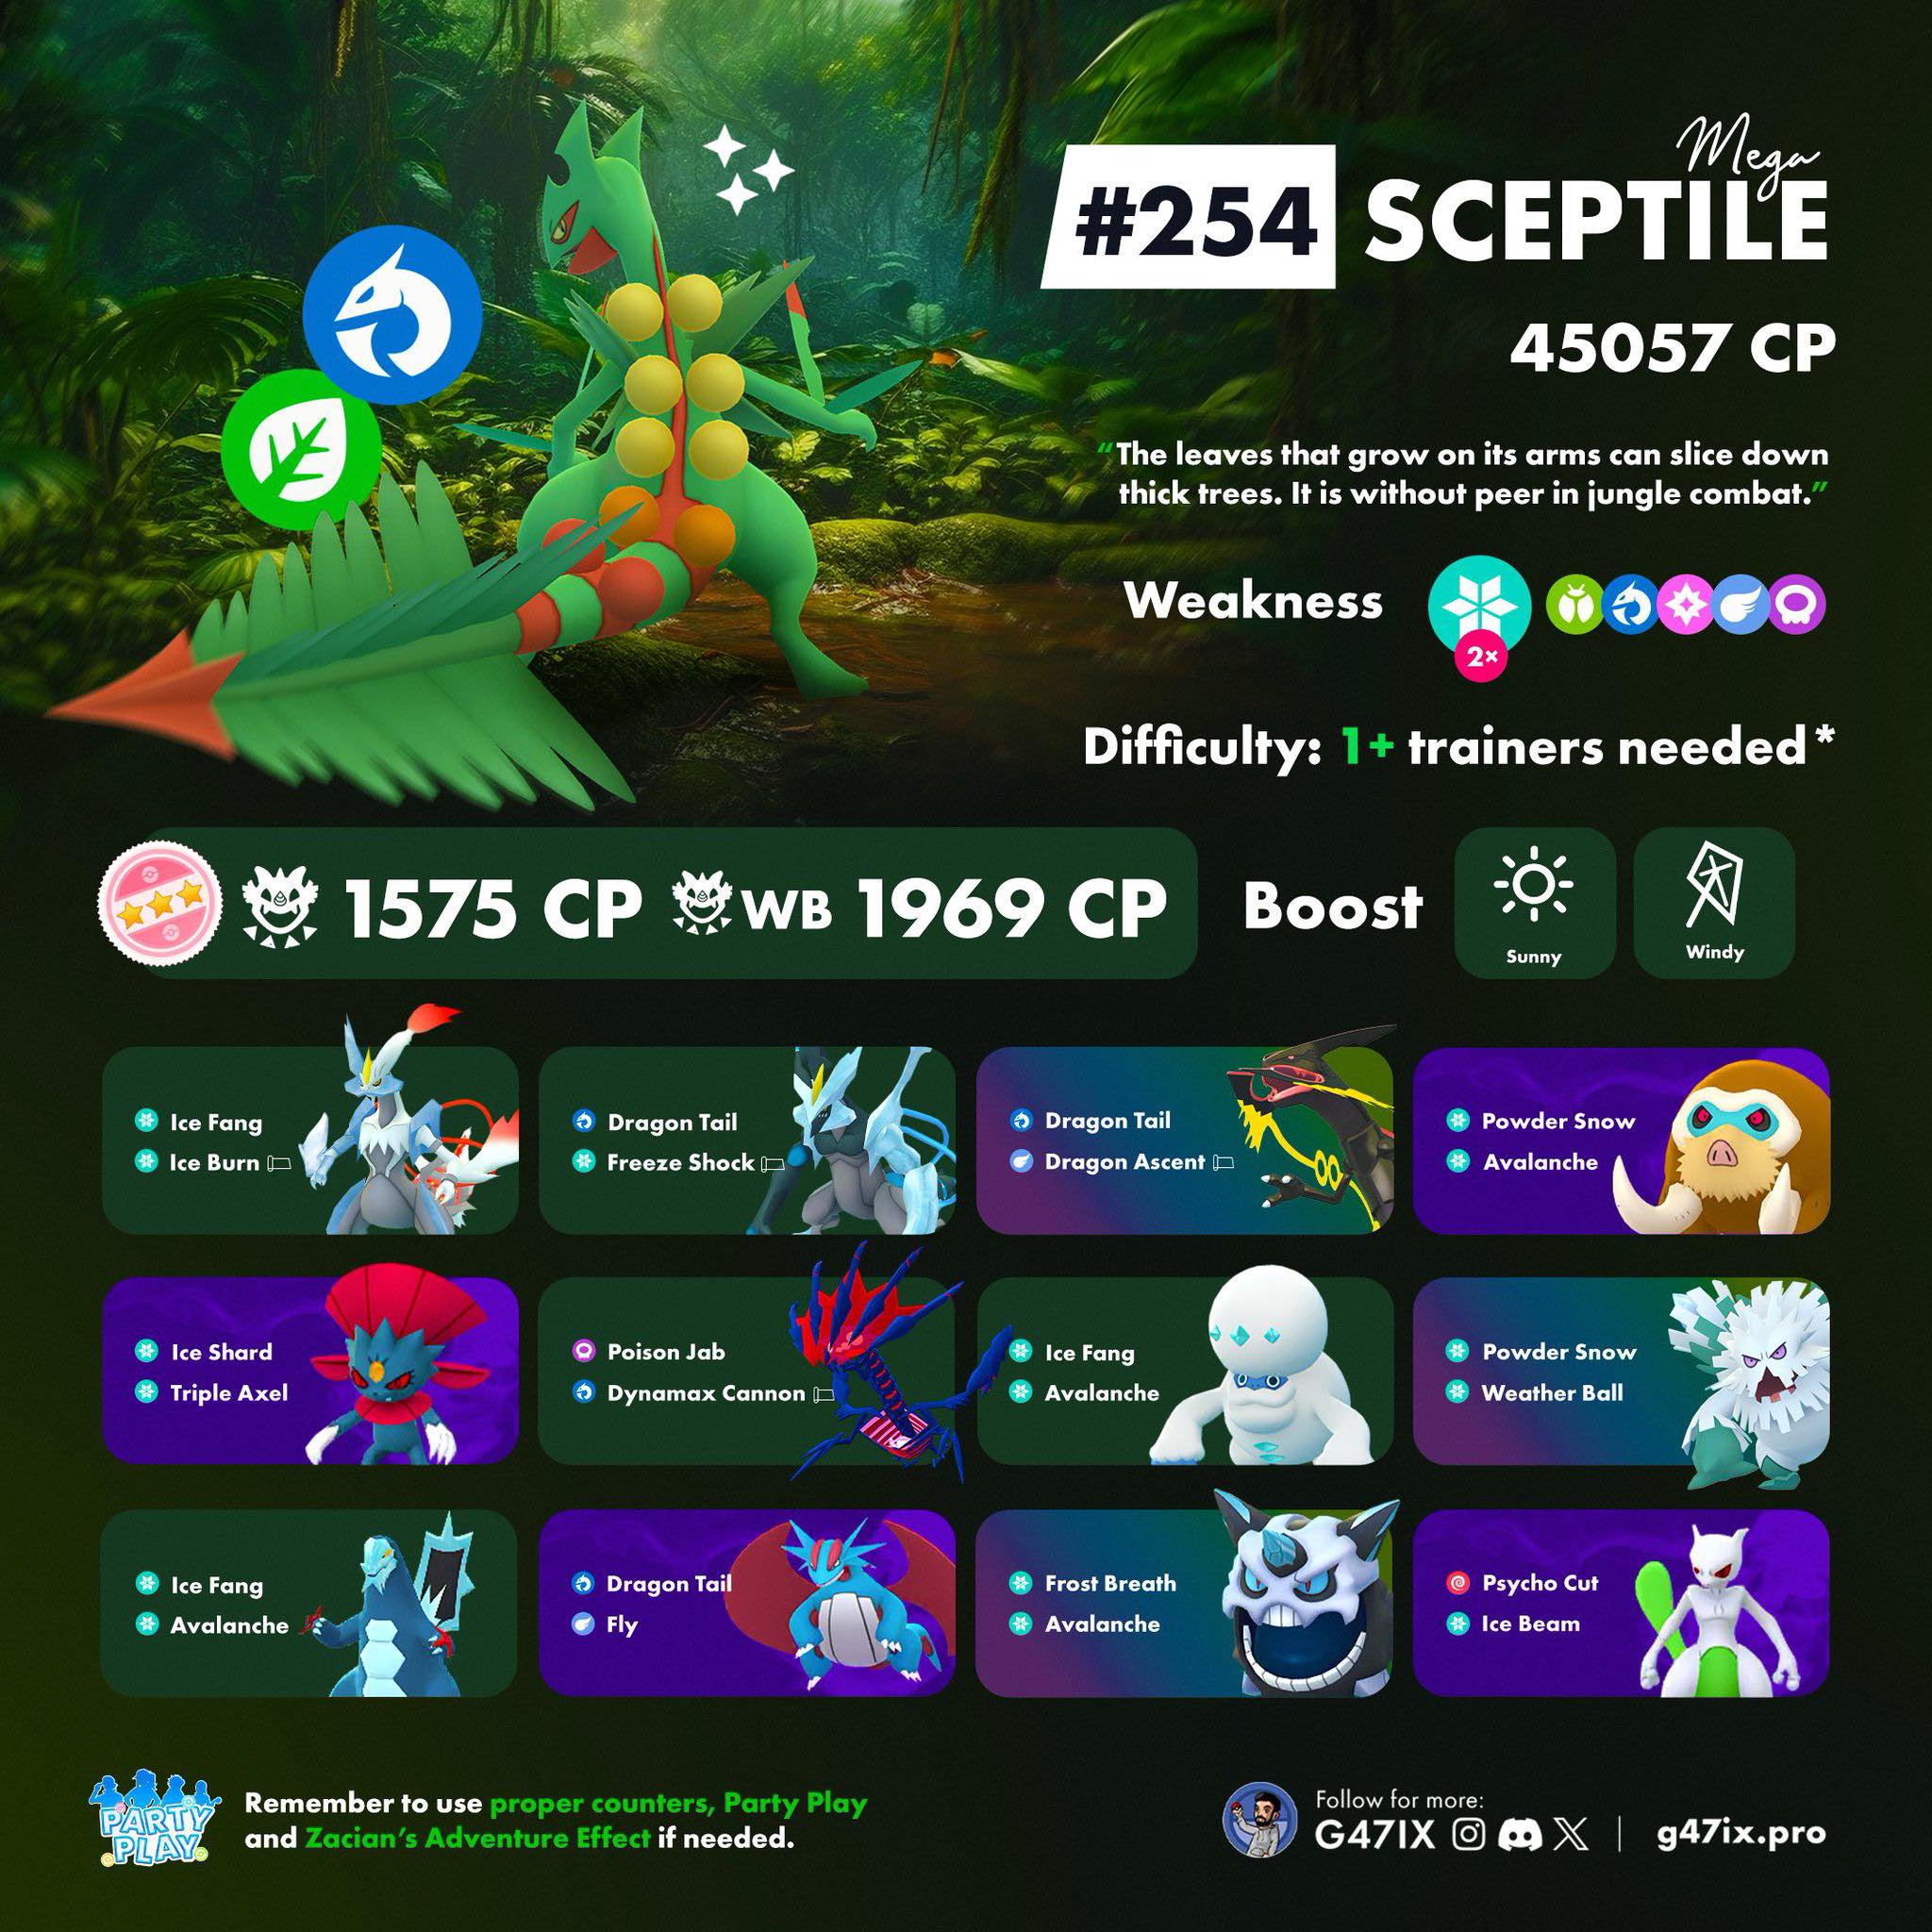 Mega
#254 SCEPTILE
45057 CP
“The leaves that grow on its arms can slice down
thick trees. It is without peer in jungle combat.”
Weakness
2×
Difficulty: 1+ trainers needed*
1575 CP WB 1969 CP
Boost
Sunny
Windy
Ice Fang
Ice Burn
Dragon Tail
Freeze Shock
Dragon Tail
Dragon Ascent
Powder Snow
Avalanche
Ice Shard
Triple Axel
Poison Jab
Dynamax Cannon
Ice Fang
Avalanche
Powder Snow
Weather Ball
Ice Fang
Avalanche
Dragon Tail
Fly
Frost Breath
Avalanche
Psycho Cut
Ice Beam
PARTY
PLAY
Remember to use proper counters, Party Play
and Zacian’s Adventure Effect if needed.
Follow for more:
G47IX | g47ix.pro